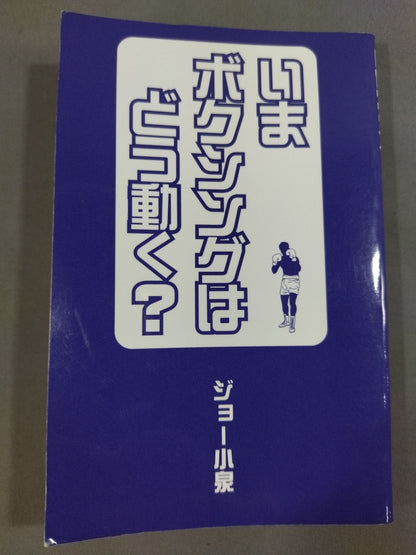 いま
ボクシングは
どう動く?
ジョー小泉